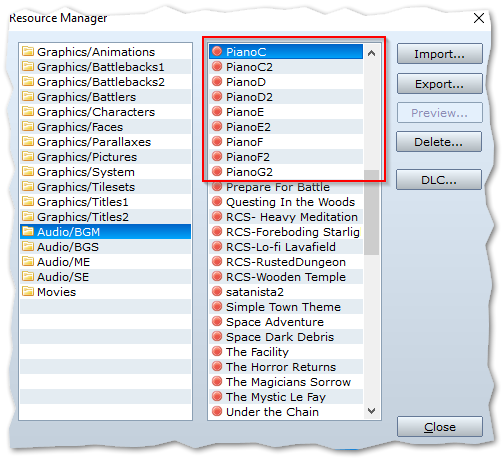 Resource Manager
Graphics/Animations
Graphics/Battlebacks1
Graphics/Battlebacks2
Graphics/Battlers
Graphics/Characters
Graphics/Faces
Graphics/Parallaxes
Graphics/Pictures
Graphics/System
Graphics/Tilesets
Graphics/Titles1
Graphics/Titles2
Audio/BGM
Audio/BGS
Audio/ME
Audio/SE
Movies
PianoC
PianoC2
PianoD
PianoD2
PianoE
PianoE2
PianoF
PianoF2
PianoG2
Prepare For Battle
Questing In the Woods
RCS- Heavy Meditation
RCS-Foreboding Starlig
RCS-Lo-fi Lavafield
RCS-RustedDungeon
RCS-Wooden Temple
satanista2
Simple Town Theme
Space Adventure
Space Dark Debris
The Facility
The Horror Returns
The Magicians Sorrow
The Mystic Le Fay
Under the Chain
Import...
Export...
Preview...
Delete...
DLC...
Close